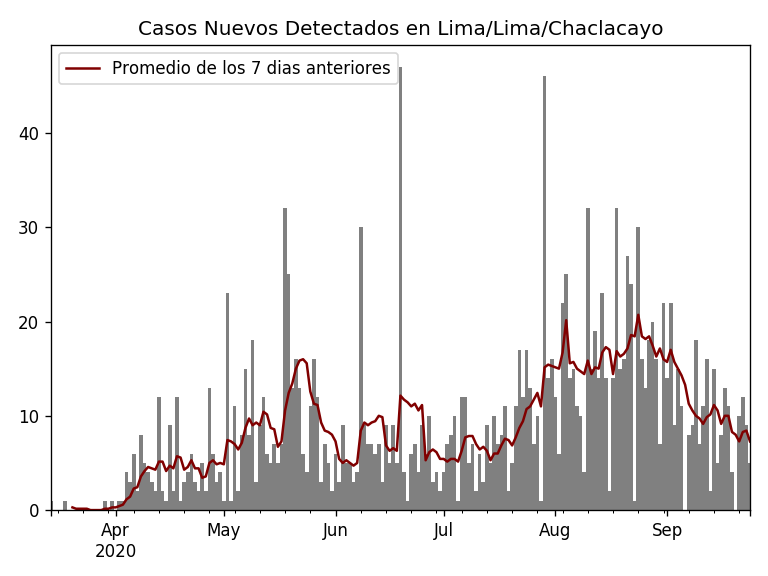 Casos Nuevos Detectados en Lima/Lima/Chaclacayo
Promedio de los 7 dias anteriores
40
30
20
10
0
Apr May Jun Jul Aug Sep
2020